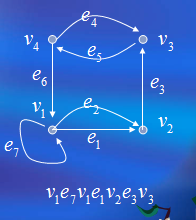 e₄
v₄ v₃
e₅
e₆ e₃
v₁ e₂
e₁ v₂
e₇
v₁e₇v₁e₁v₂e₃v₃